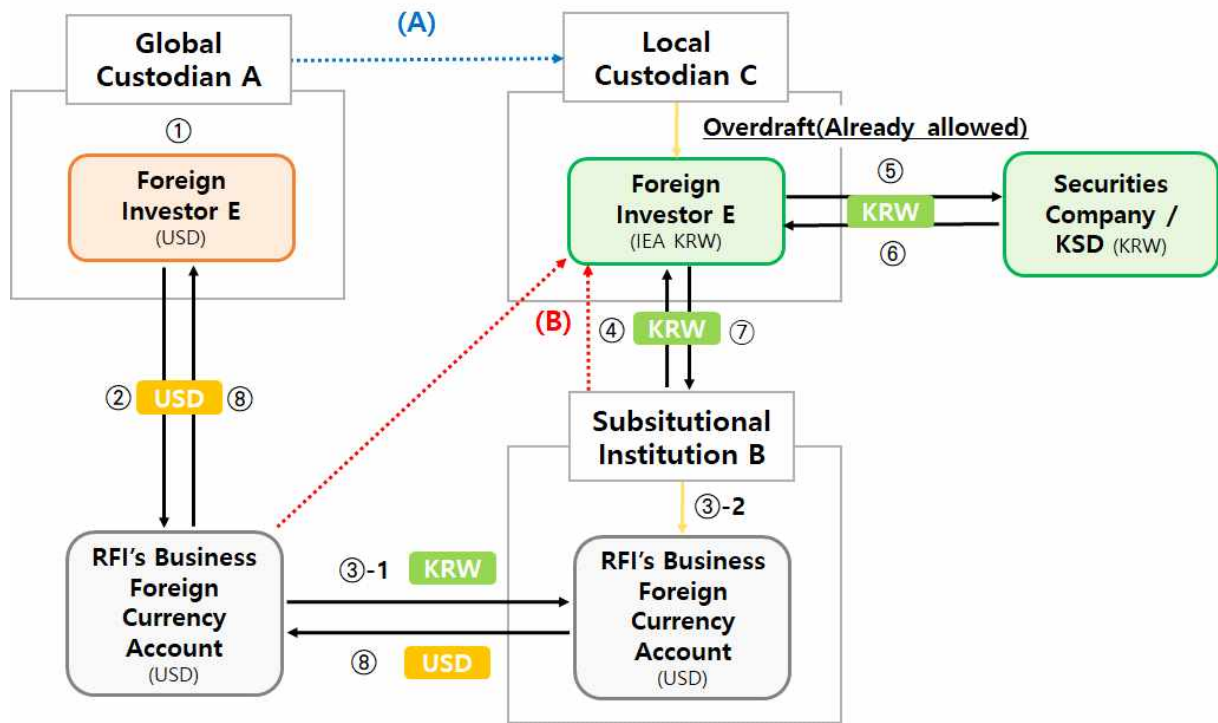 (A)
Global
Custodian A
Local
Custodian C
①
Overdraft(Already allowed)
Foreign
Investor E
(USD)
Foreign
Investor E
(IEA KRW)
⑤
KRW
⑥
Securities
Company /
KSD (KRW)
(B)
④ KRW ⑦
② USD ⑧
Subsitutional
Institution B
③-2
RFI's Business
Foreign
Currency
Account
(USD)
③-1 KRW
⑧ USD
RFI's Business
Foreign
Currency
Account
(USD)